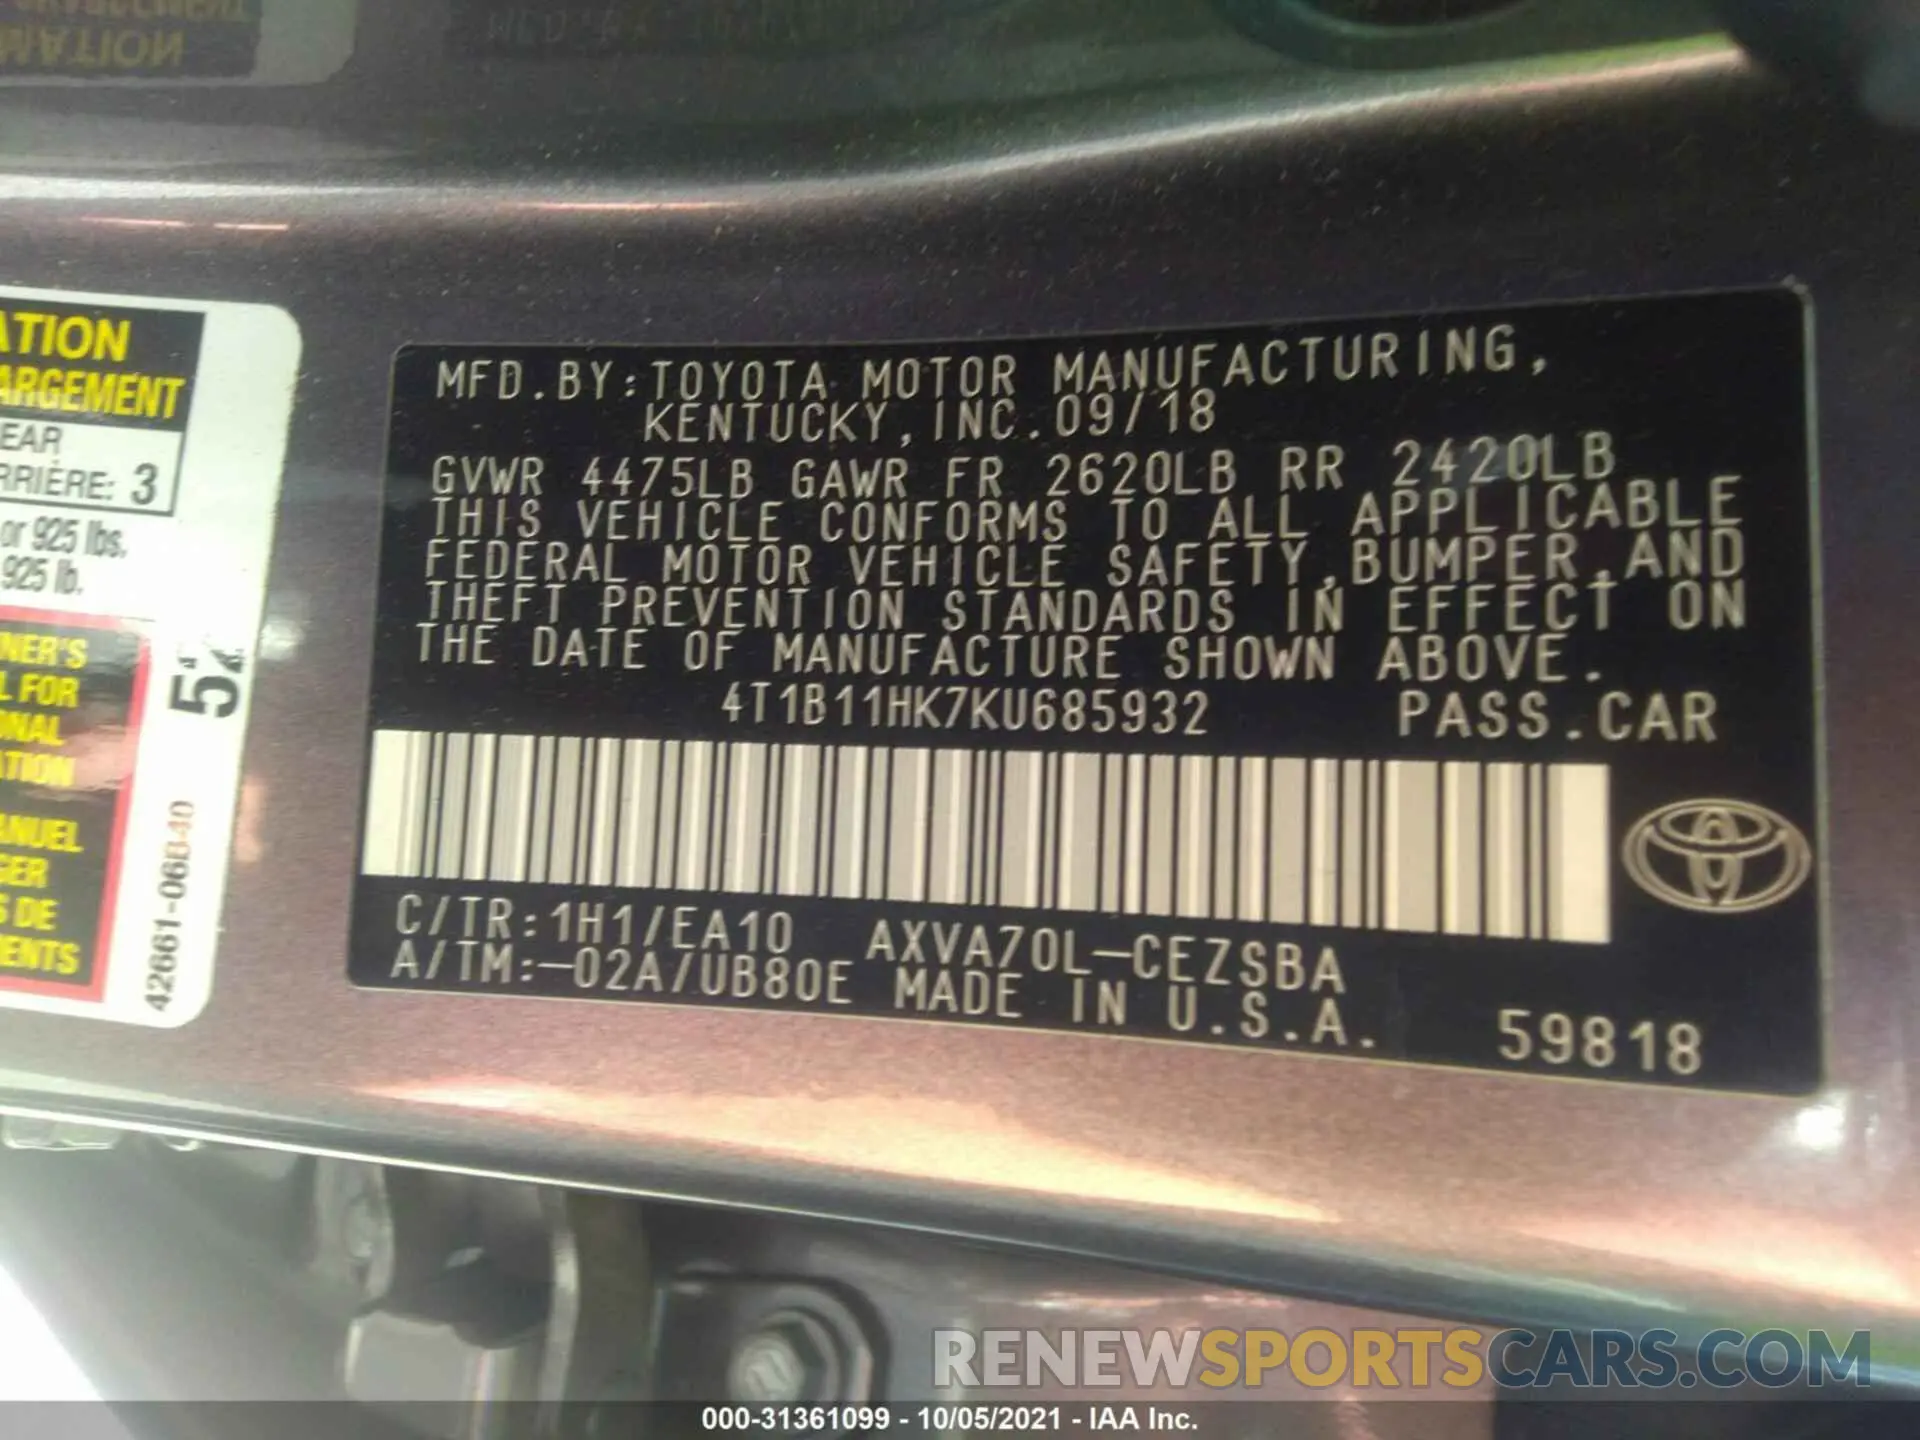 ATION
ARGEMENT
EAR
RRIÈRE: 3
or 925 lbs.
925 lb.
NER'S
L FOR
ONAL
ATION
ANUEL
GER
S DE
MENTS
52
42661-06B40
MFD.BY:TOYOTA MOTOR MANUFACTURING,
KENTUCKY,INC.09/18
GVWR 4475LB GAWR FR 2620LB RR 2420LB
THIS VEHICLE CONFORMS TO ALL APPLICABLE
FEDERAL MOTOR VEHICLE SAFETY,BUMPER,AND
THEFT PREVENTION STANDARDS IN EFFECT ON
THE DATE OF MANUFACTURE SHOWN ABOVE.
4T1B11HK7KU685932 PASS.CAR
C/TR:1H1/EA10 AXVA70L-CEZSBA
A/TM:-02A/UB80E MADE IN U.S.A.
59818
RENEWSPORTSCARS.COM
000-31361099 - 10/05/2021 - IAA Inc.